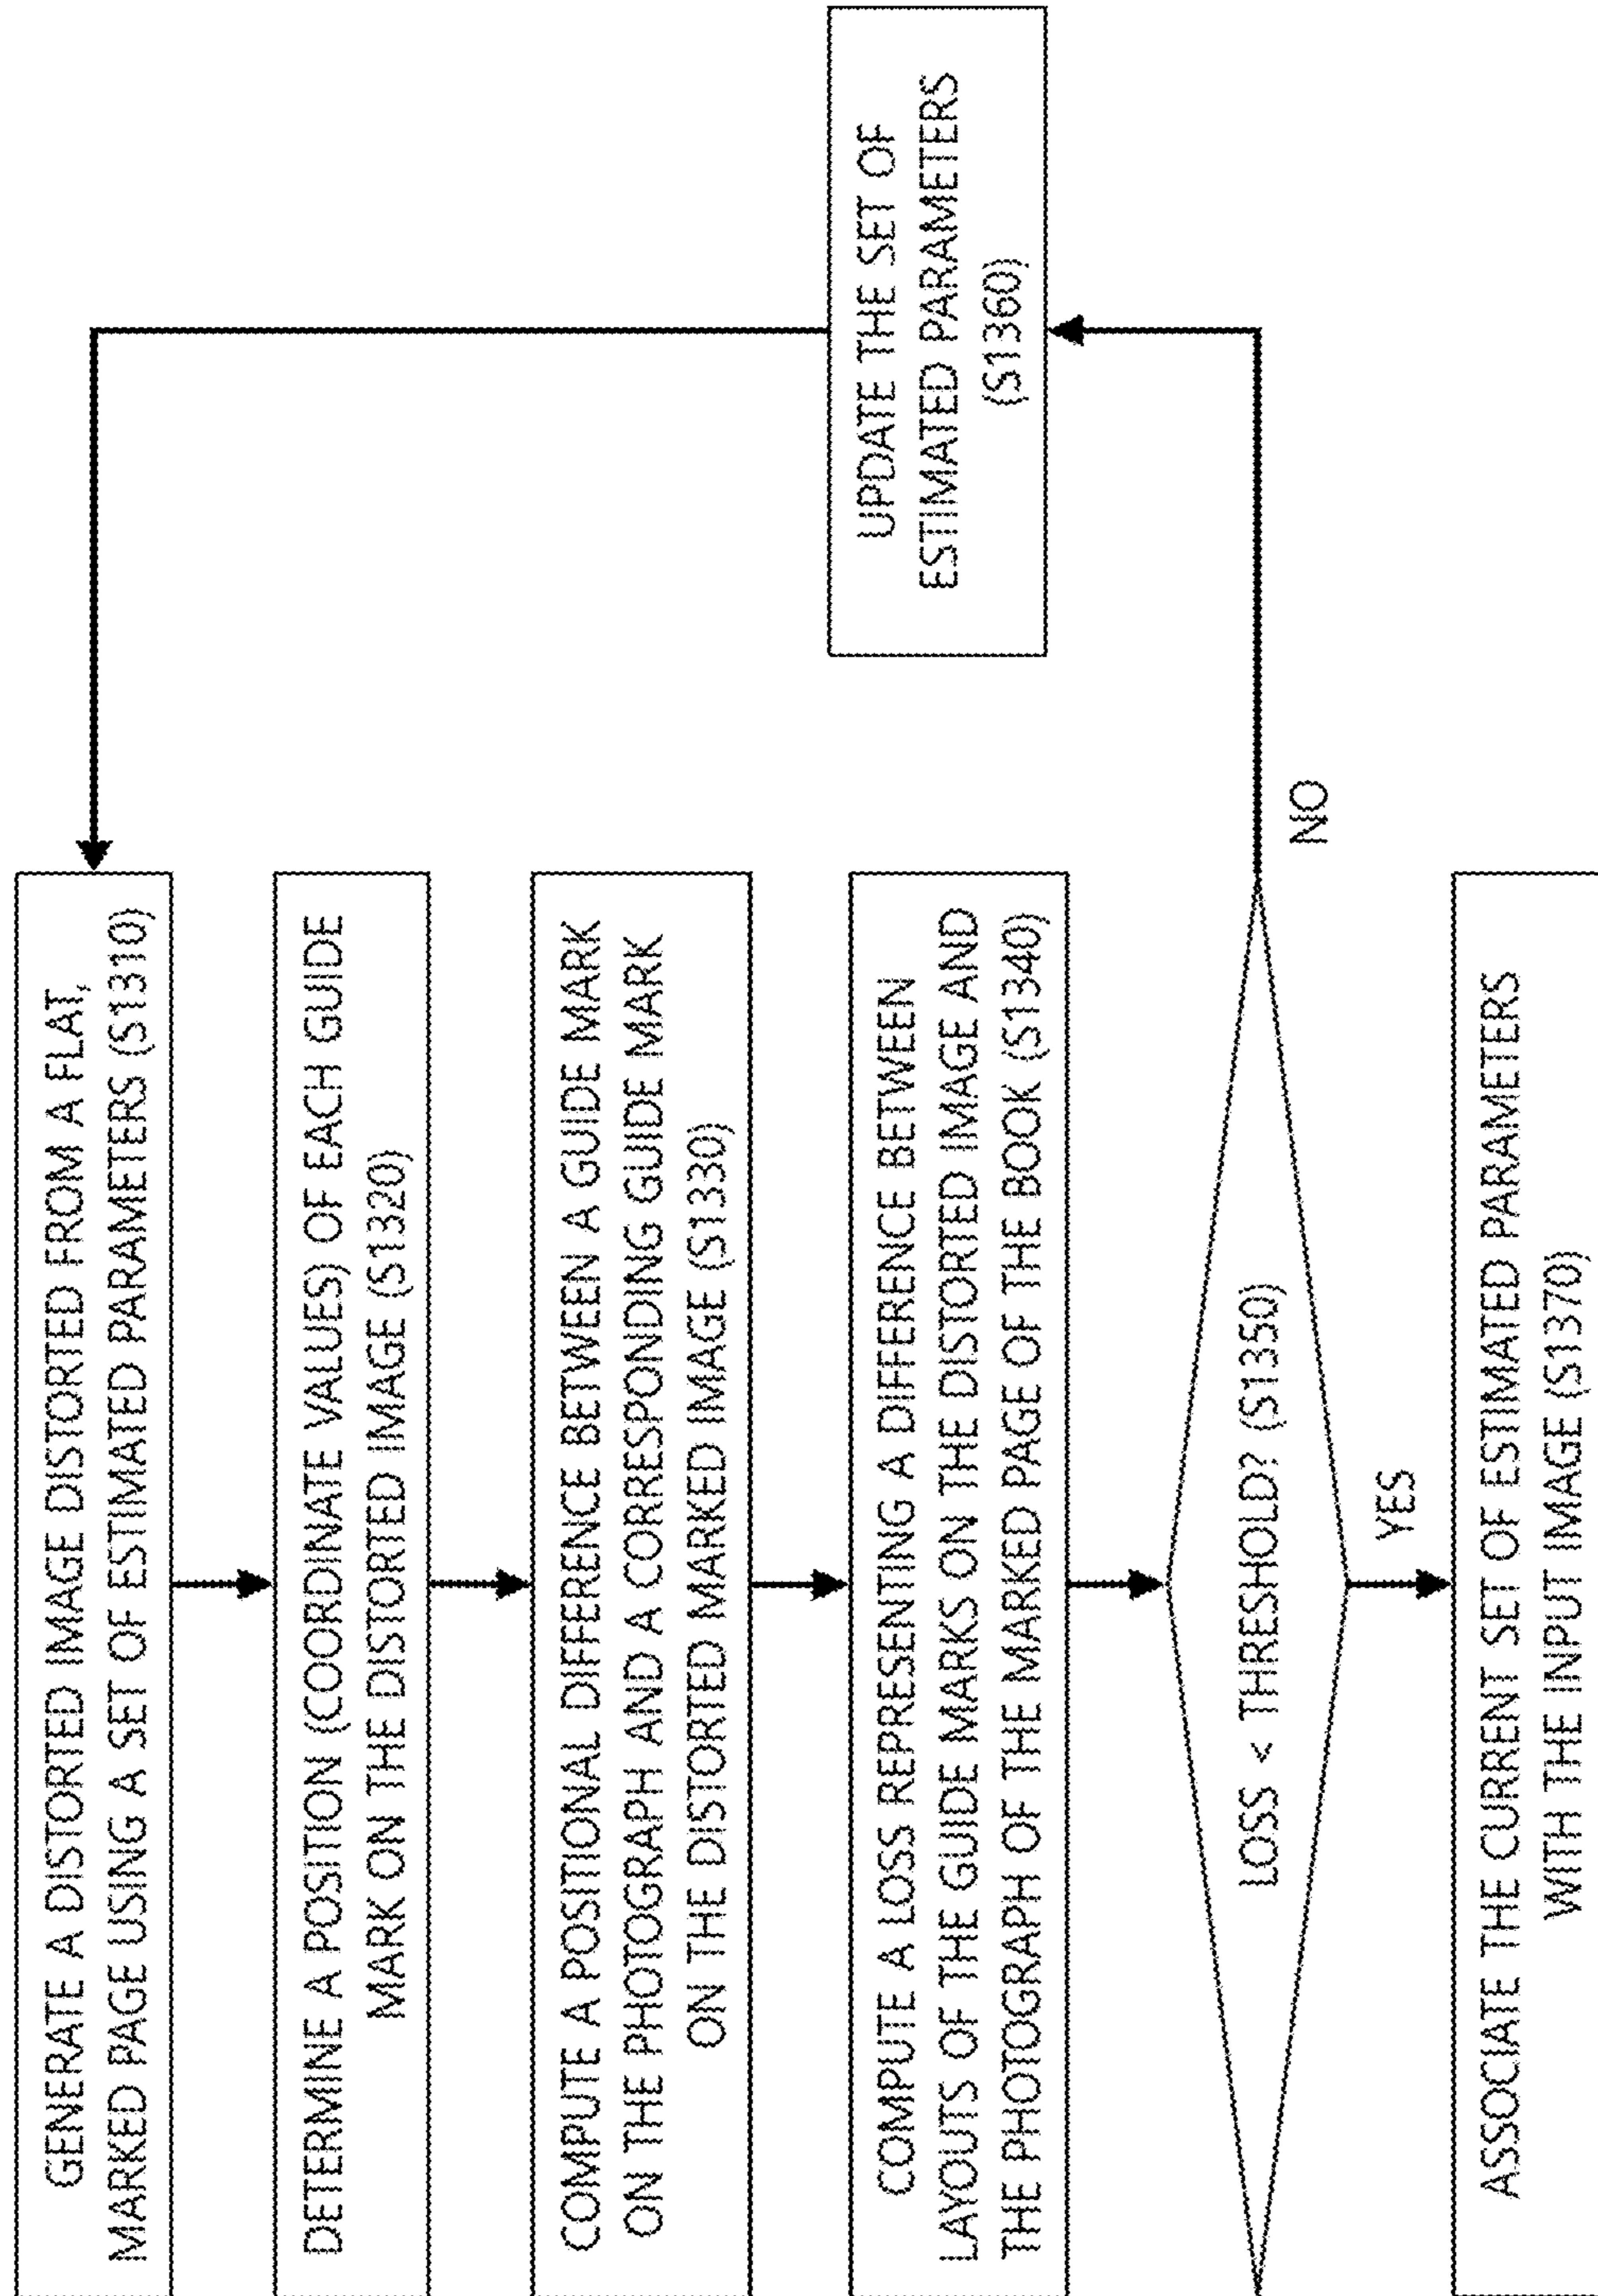 GENERATE A DISTORTED IMAGE DISTORTED FROM A FLAT,
MARKED PAGE USING A SET OF ESTIMATED PARAMETERS (S1310)
DETERMINE A POSITION (COORDINATE VALUES) OF EACH GUIDE
MARK ON THE DISTORTED IMAGE (S1320)
COMPUTE A POSITIONAL DIFFERENCE BETWEEN A GUIDE MARK
ON THE PHOTOGRAPH AND A CORRESPONDING GUIDE MARK
ON THE DISTORTED MARKED IMAGE (S1330)
COMPUTE A LOSS REPRESENTING A DIFFERENCE BETWEEN
LAYOUTS OF THE GUIDE MARKS ON THE DISTORTED IMAGE AND
THE PHOTOGRAPH OF THE MARKED PAGE OF THE BOOK (S1340)
LOSS < THRESHOLD? (S1350)
NO
UPDATE THE SET OF
ESTIMATED PARAMETERS
(S1360)
YES
ASSOCIATE THE CURRENT SET OF ESTIMATED PARAMETERS
WITH THE INPUT IMAGE (S1370)